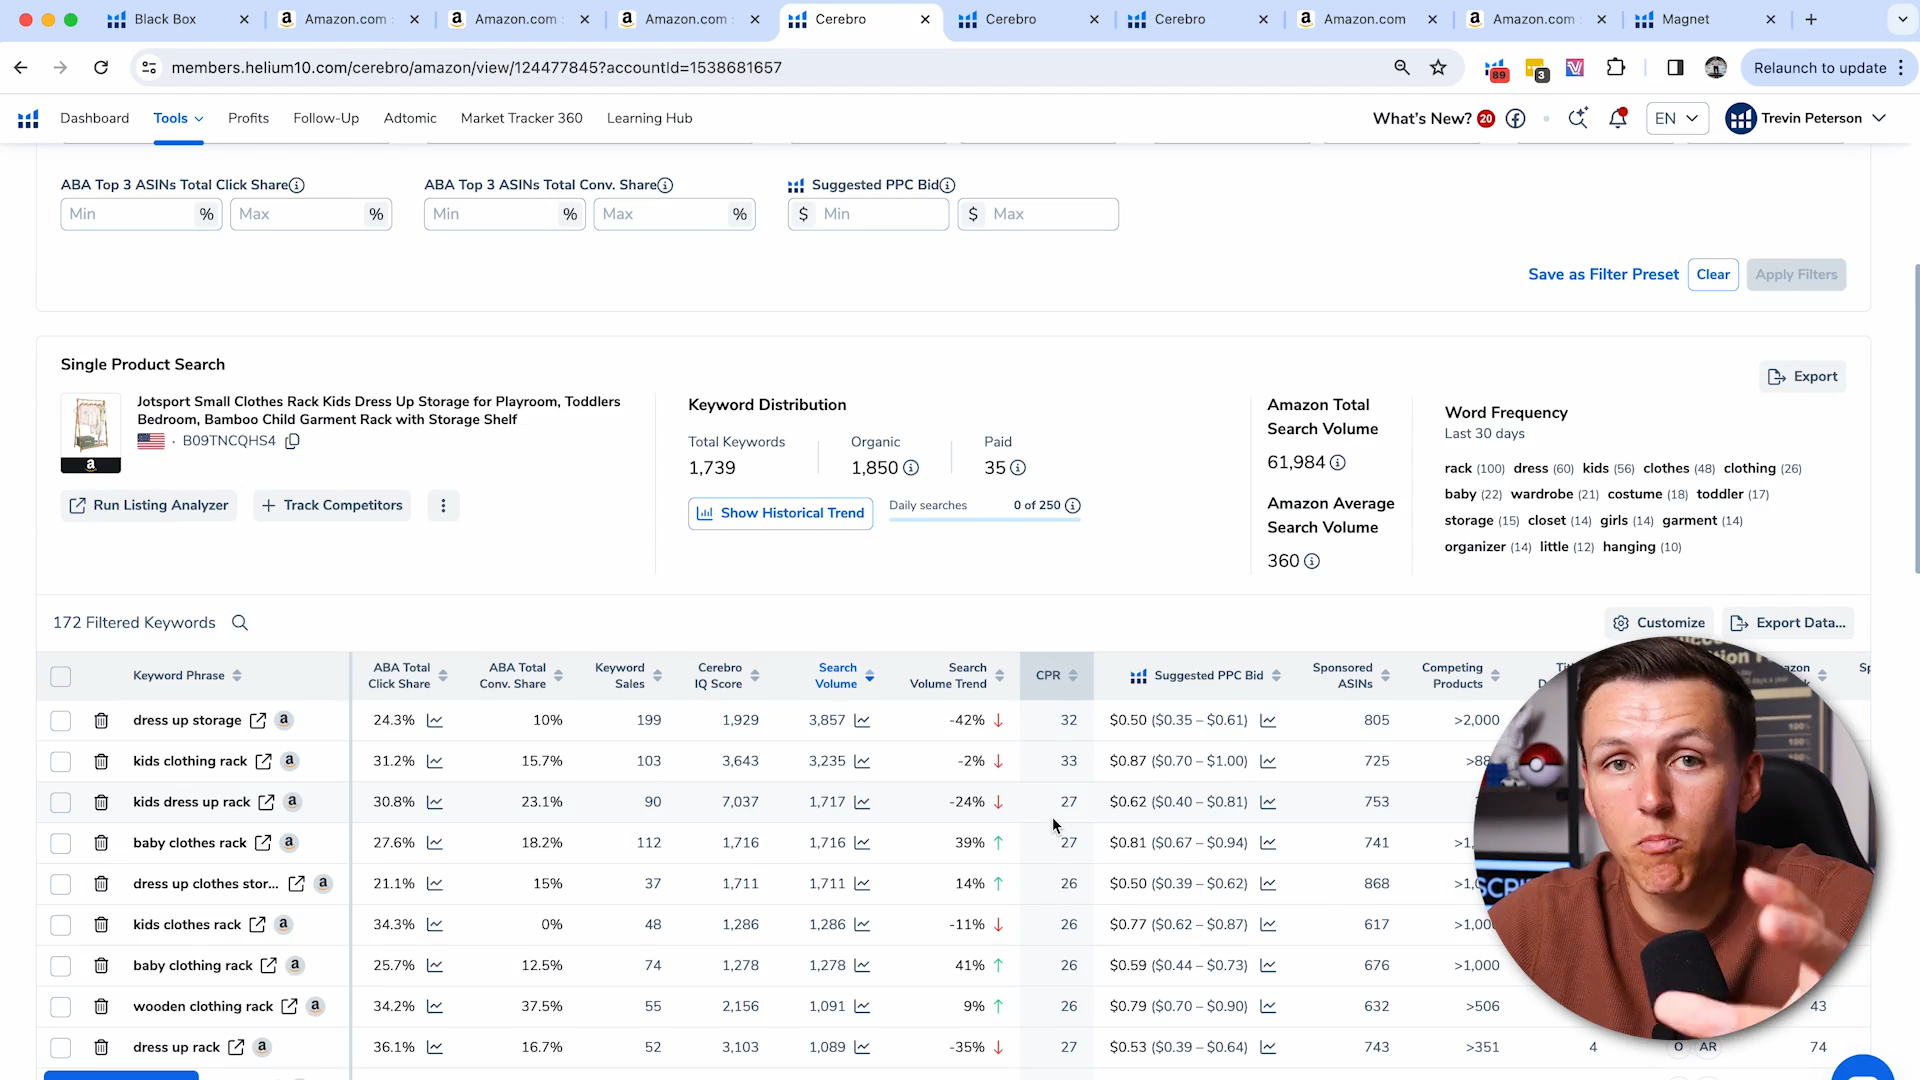 Black Box
Amazon.com
Amazon.com
Amazon.com
Cerebro
Cerebro
Cerebro
Amazon.com
Amazon.com
Magnet
members.helium10.com/cerebro/amazon/view/124477845?accountId=1538681657
89
3
Relaunch to update
Dashboard
Tools
Profits
Follow-Up
Adtomic
Market Tracker 360
Learning Hub
What's New? 20
EN
Trevin Peterson
ABA Top 3 ASINs Total Click Share
ABA Top 3 ASINs Total Conv. Share
Suggested PPC Bid
Min %
Max %
Min %
Max %
$ Min
$ Max
Save as Filter Preset
Clear
Apply Filters
Single Product Search
Export
Jotsport Small Clothes Rack Kids Dress Up Storage for Playroom, Toddlers
Bedroom, Bamboo Child Garment Rack with Storage Shelf
· B09TNCQHS4
Run Listing Analyzer
+ Track Competitors
Keyword Distribution
Total Keywords
1,739
Organic
1,850
Paid
35
Show Historical Trend
Daily searches
0 of 250
Amazon Total
Search Volume
61,984
Amazon Average
Search Volume
360
Word Frequency
Last 30 days
rack (100) dress (60) kids (56) clothes (48) clothing (26)
baby (22) wardrobe (21) costume (18) toddler (17)
storage (15) closet (14) girls (14) garment (14)
organizer (14) little (12) hanging (10)
172 Filtered Keywords
Customize
Export Data...
Keyword Phrase
ABA Total
Click Share
ABA Total
Conv. Share
Keyword
Sales
Cerebro
IQ Score
Search
Volume
Search
Volume Trend
CPR
Suggested PPC Bid
Sponsored
ASINs
Competing
Products
dress up storage a 24.3% 10% 199 1,929 3,857 -42% 32 $0.50 ($0.35 – $0.61) 805 >2,000
kids clothing rack a 31.2% 15.7% 103 3,643 3,235 -2% 33 $0.87 ($0.70 – $1.00) 725
kids dress up rack a 30.8% 23.1% 90 7,037 1,717 -24% 27 $0.62 ($0.40 – $0.81) 753
baby clothes rack a 27.6% 18.2% 112 1,716 1,716 39% 27 $0.81 ($0.67 – $0.94) 741
dress up clothes stor... a 21.1% 15% 37 1,711 1,711 14% 26 $0.50 ($0.39 – $0.62) 868
kids clothes rack a 34.3% 0% 48 1,286 1,286 -11% 26 $0.77 ($0.62 – $0.87) 617
baby clothing rack a 25.7% 12.5% 74 1,278 1,278 41% 26 $0.59 ($0.44 – $0.73) 676 >1,000
wooden clothing rack a 34.2% 37.5% 55 2,156 1,091 9% 26 $0.79 ($0.70 – $0.90) 632 >506 43
dress up rack a 36.1% 16.7% 52 3,103 1,089 -35% 27 $0.53 ($0.39 – $0.64) 743 >351 4 O AR 74